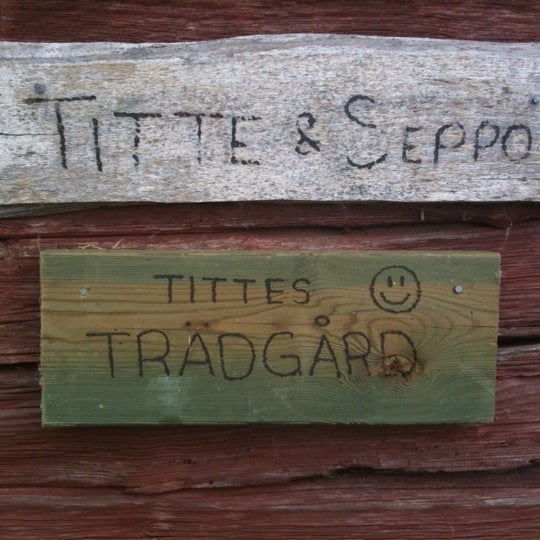 TITTE & SEPPO
TITTES ☺
TRÄDGÅRD